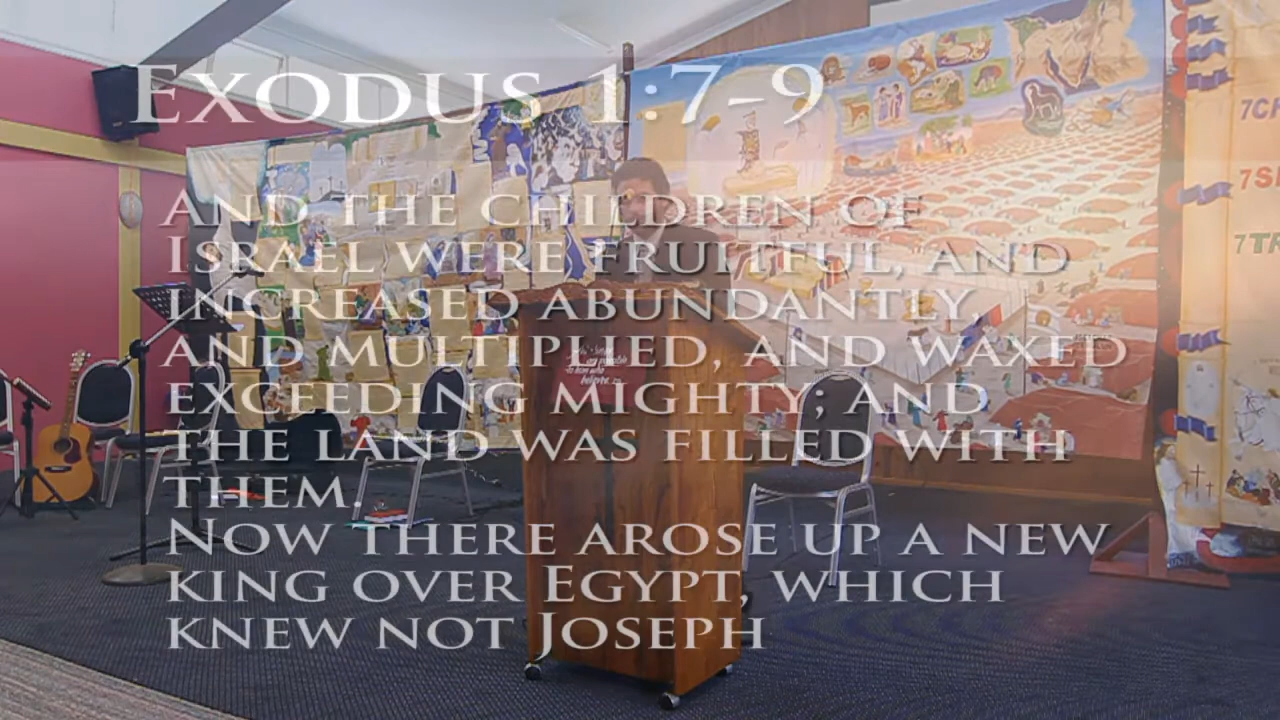 Exodus 1:7-9
And the children of
Israel were fruitful, and
increased abundantly,
and multiplied, and waxed
exceeding mighty; and
the land was filled with
them.
Now there arose up a new
king over Egypt, which
knew not Joseph